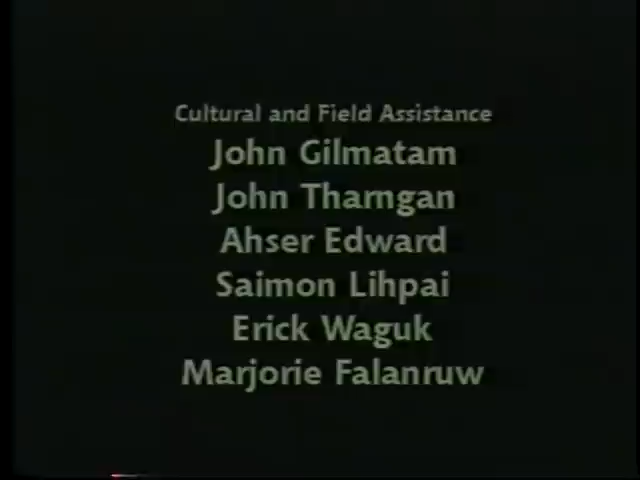 Cultural and Field Assistance
John Gilmatam
John Tharngan
Ahser Edward
Saimon Lihpai
Erick Waguk
Marjorie Falanruw